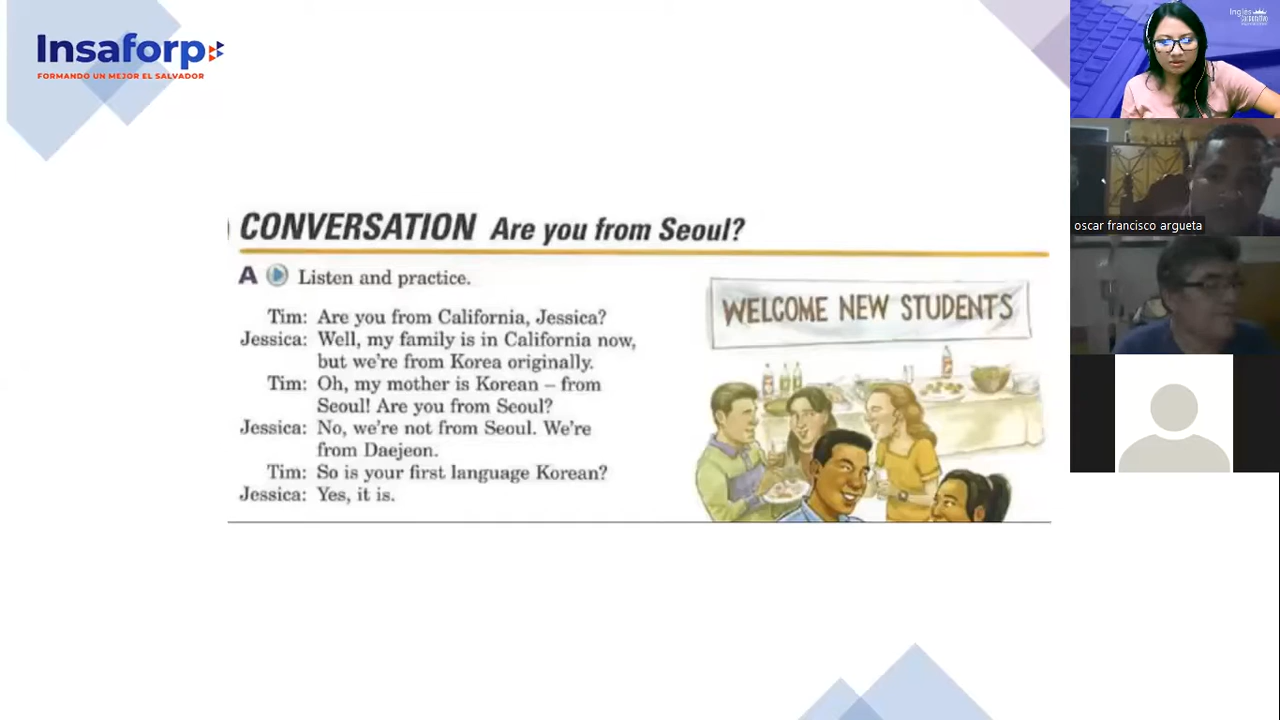 Insaforp
FORMANDO UN MEJOR EL SALVADOR
CONVERSATION Are you from Seoul?
A Listen and practice.
Tim: Are you from California, Jessica?
Jessica: Well, my family is in California now,
but we're from Korea originally.
Tim: Oh, my mother is Korean – from
Seoul! Are you from Seoul?
Jessica: No, we're not from Seoul. We're
from Daejeon.
Tim: So is your first language Korean?
Jessica: Yes, it is.
WELCOME NEW STUDENTS
Inglés
oscar francisco argueta